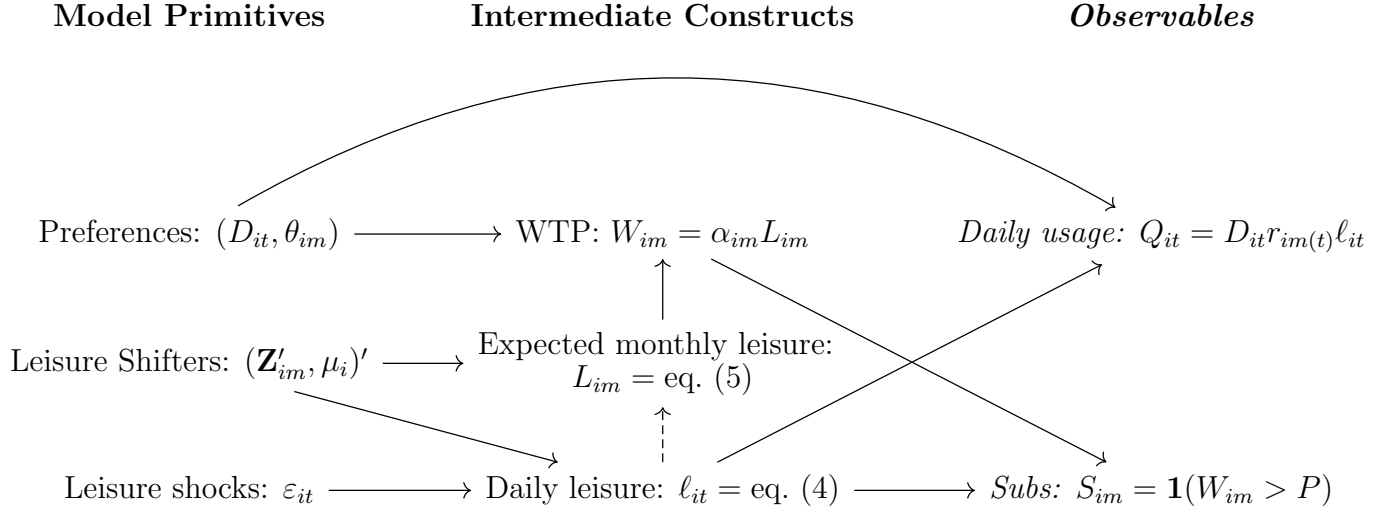 Model Primitives Intermediate Constructs Observables
Preferences: (D_{it}, θ_{im}) WTP: W_{im} = α_{im}L_{im} Daily usage: Q_{it} = D_{it}r_{im(t)}ℓ_{it}
Leisure Shifters: (Z′_{im}, μ_i)′ Expected monthly leisure:
L_{im} = eq. (5)
Leisure shocks: ε_{it} Daily leisure: ℓ_{it} = eq. (4) Subs: S_{im} = 1(W_{im} > P)